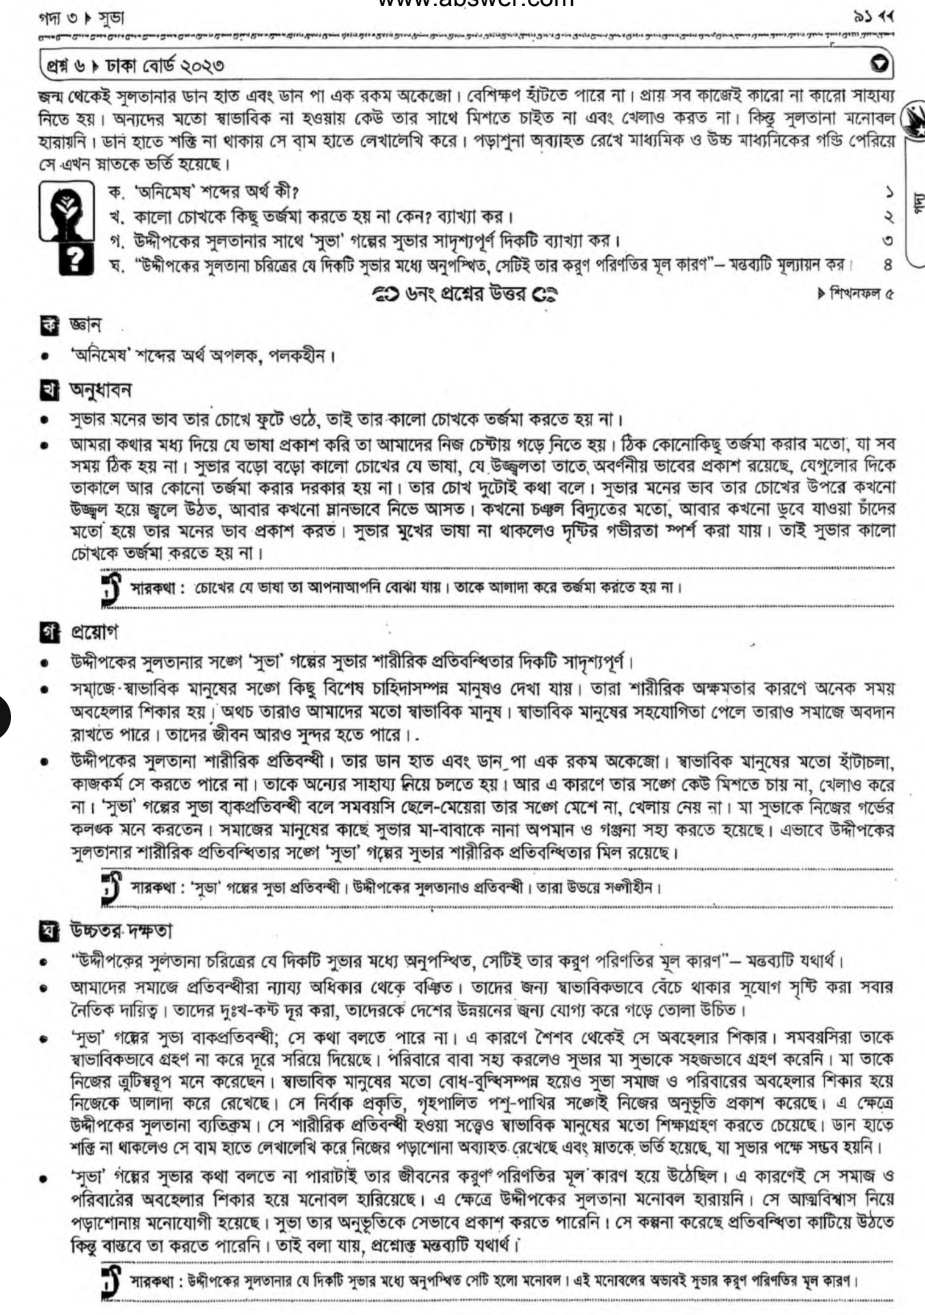 www.abswer.com
গদ্য ৩ ▶ সুভা ৯১
প্রশ্ন ৬ ▶ ঢাকা বোর্ড ২০২৩
জন্ম থেকেই সুলতানার ডান হাত এবং ডান পা এক রকম অকেজো। বেশিক্ষণ হাঁটতে পারে না। প্রায় সব কাজেই কারো না কারো সাহায্য
নিতে হয়। অন্যদের মতো স্বাভাবিক না হওয়ায় কেউ তার সাথে মিশতে চাইত না এবং খেলাও করত না। কিন্তু সুলতানা মনোবল
হারায়নি। ডান হাতে শক্তি না থাকায় সে বাম হাতে লেখালেখি করে। পড়াশুনা অব্যাহত রেখে মাধ্যমিক ও উচ্চ মাধ্যমিকের গন্ডি পেরিয়ে
সে এখন স্নাতকে ভর্তি হয়েছে।
ক. 'অনিমেষ' শব্দের অর্থ কী? ১
খ. কালো চোখকে কিছু তর্জমা করতে হয় না কেন? ব্যাখ্যা কর। ২
গ. উদ্দীপকের সুলতানার সাথে 'সুভা' গল্পের সুভার সাদৃশ্যপূর্ণ দিকটি ব্যাখ্যা কর। ৩
ঘ. "উদ্দীপকের সুলতানা চরিত্রের যে দিকটি সুভার মধ্যে অনুপস্থিত, সেটিই তার করুণ পরিণতির মূল কারণ"– মন্তব্যটি মূল্যায়ন কর। ৪
গদ্য
৬নং প্রশ্নের উত্তর ▶ শিখনফল ৫
ক জ্ঞান
• 'অনিমেষ' শব্দের অর্থ অপলক, পলকহীন।
খ অনুধাবন
• সুভার মনের ভাব তার চোখে ফুটে ওঠে, তাই তার কালো চোখকে তর্জমা করতে হয় না।
• আমরা কথার মধ্য দিয়ে যে ভাষা প্রকাশ করি তা আমাদের নিজ চেষ্টায় গড়ে নিতে হয়। ঠিক কোনোকিছু তর্জমা করার মতো, যা সব
সময় ঠিক হয় না। সুভার বড়ো বড়ো কালো চোখের যে ভাষা, যে উজ্জ্বলতা তাতে অবর্ণনীয় ভাবের প্রকাশ রয়েছে, যেগুলোর দিকে
তাকালে আর কোনো তর্জমা করার দরকার হয় না। তার চোখ দুটোই কথা বলে। সুভার মনের ভাব তার চোখের উপরে কখনো
উজ্জ্বল হয়ে জ্বলে উঠত, আবার কখনো ম্লানভাবে নিভে আসত। কখনো চঞ্চল বিদ্যুতের মতো, আবার কখনো ডুবে যাওয়া চাঁদের
মতো হয়ে তার মনের ভাব প্রকাশ করত। সুভার মুখের ভাষা না থাকলেও দৃষ্টির গভীরতা স্পর্শ করা যায়। তাই সুভার কালো
চোখকে তর্জমা করতে হয় না।
সারকথা : চোখের যে ভাষা তা আপনাআপনি বোঝা যায়। তাকে আলাদা করে তর্জমা করতে হয় না।
গ প্রয়োগ
• উদ্দীপকের সুলতানার সঙ্গে 'সুভা' গল্পের সুভার শারীরিক প্রতিবন্ধিতার দিকটি সাদৃশ্যপূর্ণ।
• সমাজে স্বাভাবিক মানুষের সঙ্গে কিছু বিশেষ চাহিদাসম্পন্ন মানুষও দেখা যায়। তারা শারীরিক অক্ষমতার কারণে অনেক সময়
অবহেলার শিকার হয়। অথচ তারাও আমাদের মতো স্বাভাবিক মানুষ। স্বাভাবিক মানুষের সহযোগিতা পেলে তারাও সমাজে অবদান
রাখতে পারে। তাদের জীবন আরও সুন্দর হতে পারে।
• উদ্দীপকের সুলতানা শারীরিক প্রতিবন্ধী। তার ডান হাত এবং ডান পা এক রকম অকেজো। স্বাভাবিক মানুষের মতো হাঁটাচলা,
কাজকর্ম সে করতে পারে না। তাকে অন্যের সাহায্য নিয়ে চলতে হয়। আর এ কারণে তার সঙ্গে কেউ মিশতে চায় না, খেলাও করে
না। 'সুভা' গল্পের সুভা বাকপ্রতিবন্ধী বলে সমবয়সি ছেলে-মেয়েরা তার সঙ্গে মেশে না, খেলায় নেয় না। মা সুভাকে নিজের গর্ভের
কলঙ্ক মনে করতেন। সমাজের মানুষের কাছে সুভার মা-বাবাকে নানা অপমান ও গঞ্জনা সহ্য করতে হয়েছে। এভাবে উদ্দীপকের
সুলতানার শারীরিক প্রতিবন্ধিতার সঙ্গে 'সুভা' গল্পের সুভার শারীরিক প্রতিবন্ধিতার মিল রয়েছে।
সারকথা : 'সুভা' গল্পের সুভা প্রতিবন্ধী। উদ্দীপকের সুলতানাও প্রতিবন্ধী। তারা উভয়ে সঙ্গীহীন।
ঘ উচ্চতর দক্ষতা
• "উদ্দীপকের সুলতানা চরিত্রের যে দিকটি সুভার মধ্যে অনুপস্থিত, সেটিই তার করুণ পরিণতির মূল কারণ"– মন্তব্যটি যথার্থ।
• আমাদের সমাজে প্রতিবন্ধীরা ন্যায্য অধিকার থেকে বঞ্চিত। তাদের জন্য স্বাভাবিকভাবে বেঁচে থাকার সুযোগ সৃষ্টি করা সবার
নৈতিক দায়িত্ব। তাদের দুঃখ-কষ্ট দূর করা, তাদেরকে দেশের উন্নয়নের জন্য যোগ্য করে গড়ে তোলা উচিত।
• 'সুভা' গল্পের সুভা বাকপ্রতিবন্ধী; সে কথা বলতে পারে না। এ কারণে শৈশব থেকেই সে অবহেলার শিকার। সমবয়সিরা তাকে
স্বাভাবিকভাবে গ্রহণ না করে দূরে সরিয়ে দিয়েছে। পরিবারে বাবা সহ্য করলেও সুভার মা সুভাকে সহজভাবে গ্রহণ করেনি। মা তাকে
নিজের ত্রুটিস্বরূপ মনে করেছেন। স্বাভাবিক মানুষের মতো বোধ-বুদ্ধিসম্পন্ন হয়েও সুভা সমাজ ও পরিবারের অবহেলার শিকার হয়ে
নিজেকে আলাদা করে রেখেছে। সে নির্বাক প্রকৃতি, গৃহপালিত পশু-পাখির সঙ্গেই নিজের অনুভূতি প্রকাশ করেছে। এ ক্ষেত্রে
উদ্দীপকের সুলতানা ব্যতিক্রম। সে শারীরিক প্রতিবন্ধী হওয়া সত্ত্বেও স্বাভাবিক মানুষের মতো শিক্ষাগ্রহণ করতে চেয়েছে। ডান হাতে
শক্তি না থাকলেও সে বাম হাতে লেখালেখি করে নিজের পড়াশোনা অব্যাহত রেখেছে এবং স্নাতকে ভর্তি হয়েছে, যা সুভার পক্ষে সম্ভব হয়নি।
• 'সুভা' গল্পের সুভার কথা বলতে না পারাটাই তার জীবনের করুণ পরিণতির মূল কারণ হয়ে উঠেছিল। এ কারণেই সে সমাজ ও
পরিবারের অবহেলার শিকার হয়ে মনোবল হারিয়েছে। এ ক্ষেত্রে উদ্দীপকের সুলতানা মনোবল হারায়নি। সে আত্মবিশ্বাস নিয়ে
পড়াশোনায় মনোযোগী হয়েছে। সুভা তার অনুভূতিকে সেভাবে প্রকাশ করতে পারেনি। সে কল্পনা করেছে প্রতিবন্ধিতা কাটিয়ে উঠতে
কিন্তু বাস্তবে তা করতে পারেনি। তাই বলা যায়, প্রশ্নোক্ত মন্তব্যটি যথার্থ।
সারকথা : উদ্দীপকের সুলতানার যে দিকটি সুভার মধ্যে অনুপস্থিত সেটি হলো মনোবল। এই মনোবলের অভাবই সুভার করুণ পরিণতির মূল কারণ।